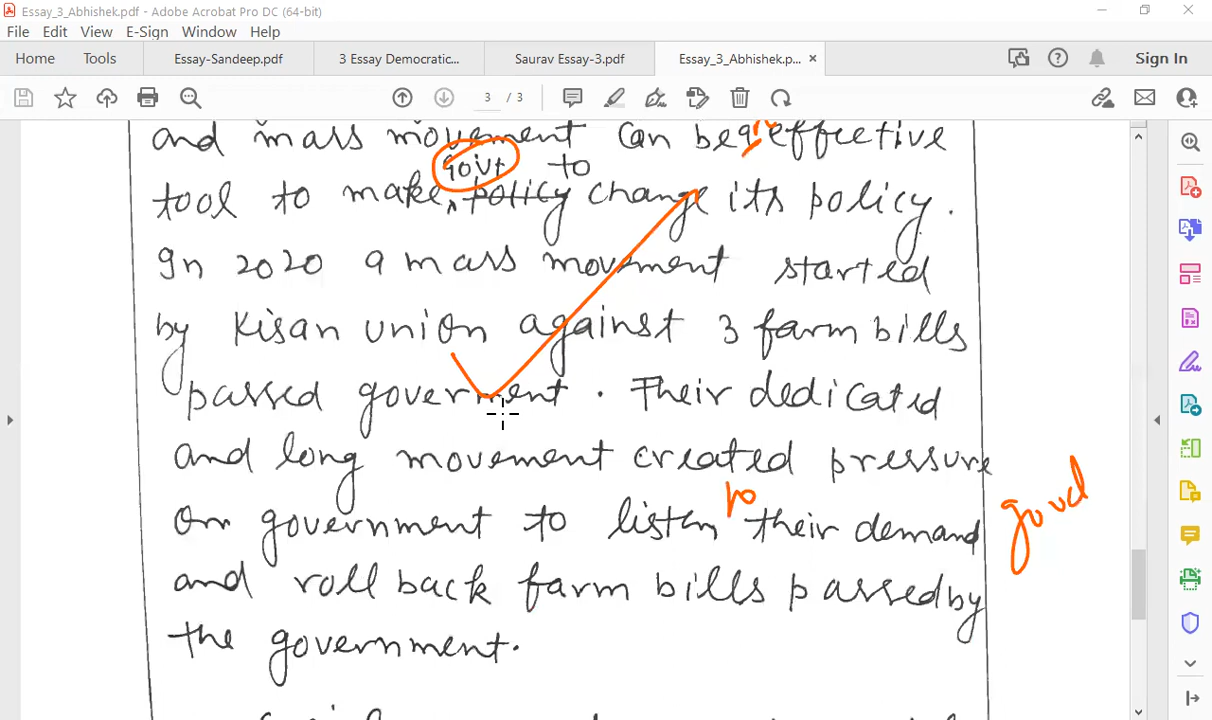 Essay_3_Abhishek.pdf - Adobe Acrobat Pro DC (64-bit)
File Edit View E-Sign Window Help
Home Tools Essay-Sandeep.pdf 3 Essay Democratic... Saurav Essay-3.pdf Essay_3_Abhishek.p... × Sign In
3 / 3
and mass movement can be a effective
govt to
tool to make policy change its policy.
In 2020 a mass movement started
by Kisan union against 3 farm bills
passed goverment. Their dedicated
and long movement created pressure
to
good
on government to listen their demand
and roll back farm bills passed by
the government.